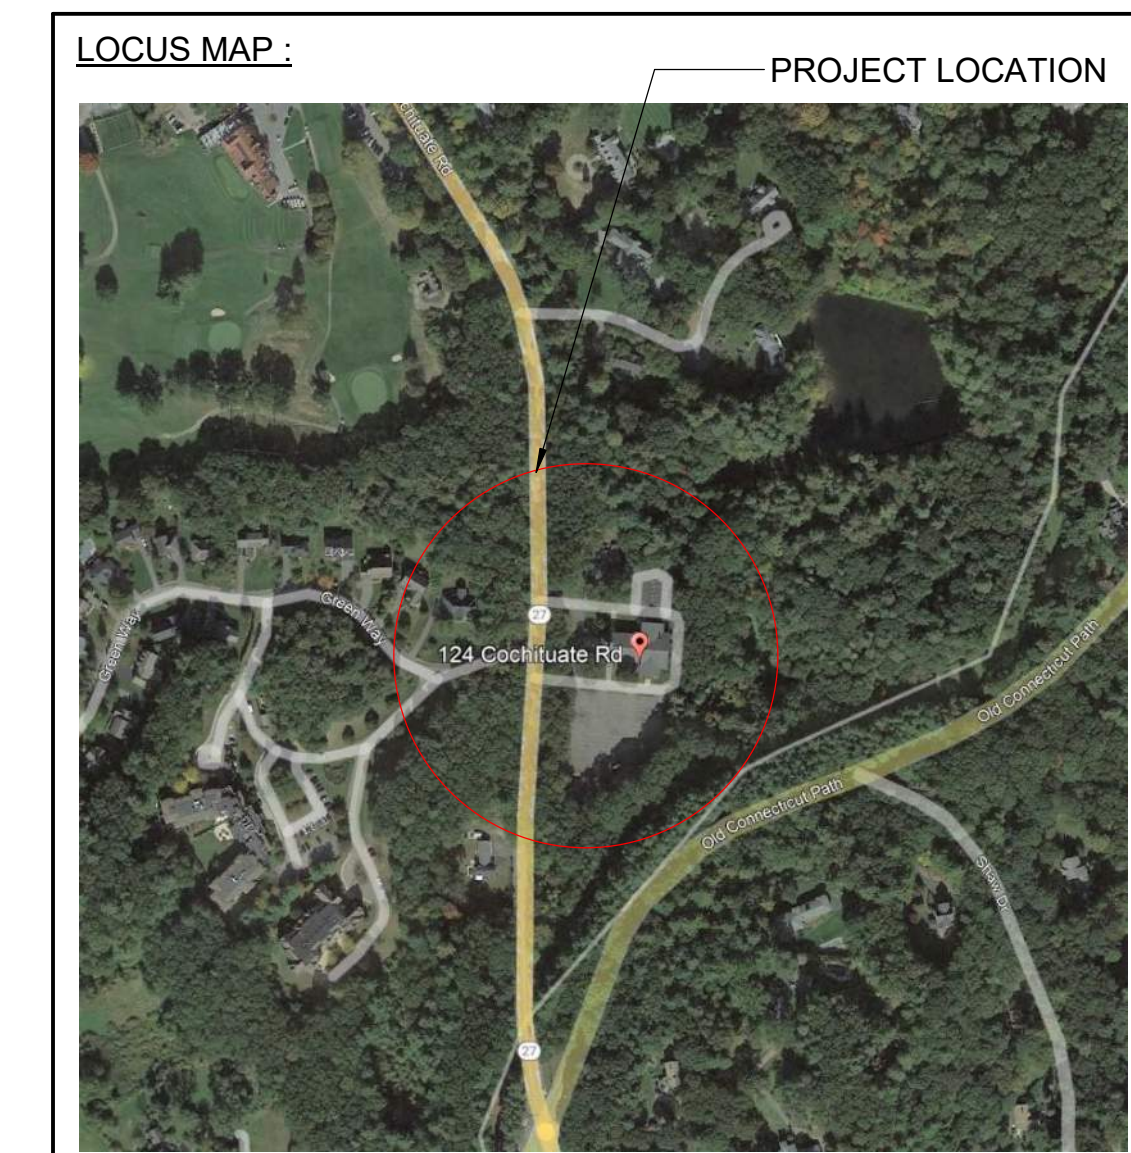 LOCUS MAP :
PROJECT LOCATION
chituate Rd
Green Way
Green Way
27
124 Cochituate Rd
Old Connecticut Path
Old Connecticut Path
Shaw Dr
27